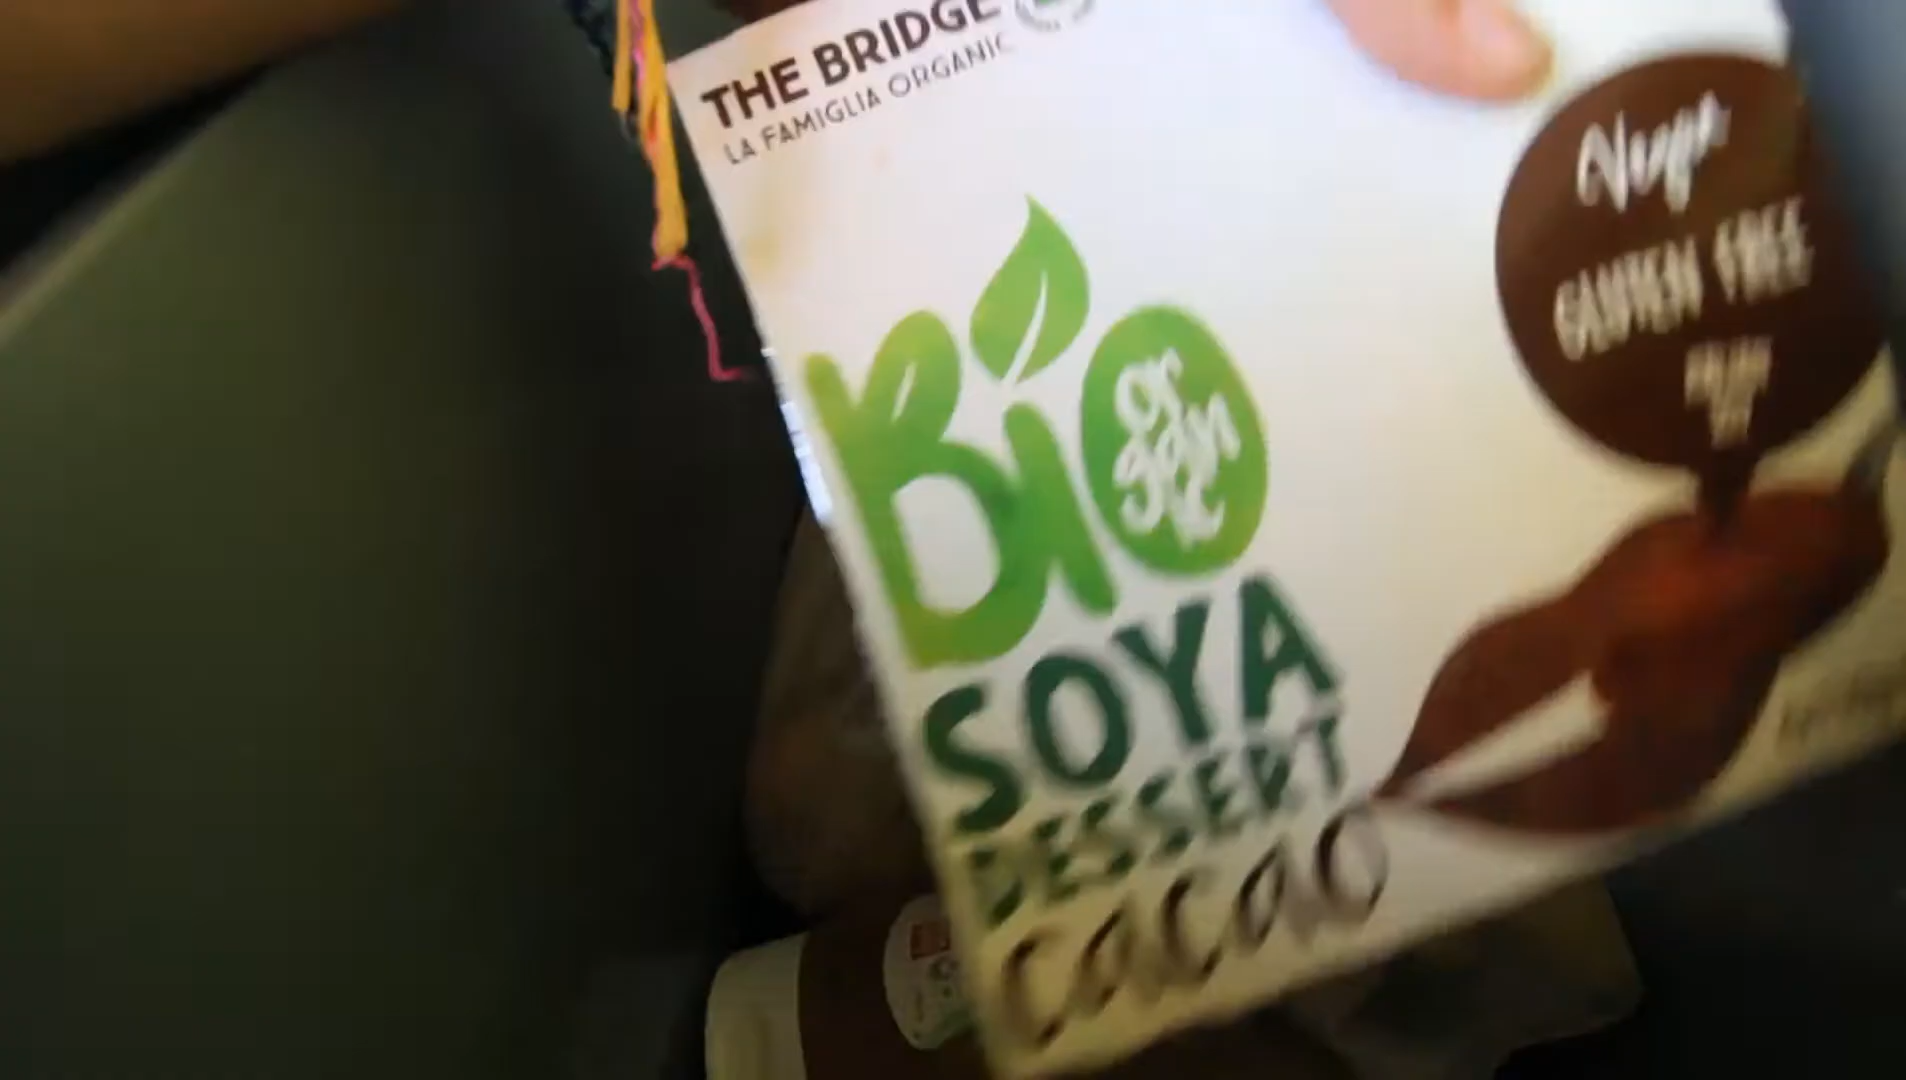 THE BRIDGE
LA FAMIGLIA ORGANIC
Bio
organic
SOYA
DESSERT
cacao
GLUTEN FREE